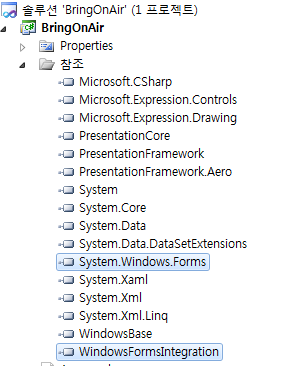 솔루션 'BringOnAir' (1 프로젝트)
BringOnAir
Properties
참조
Microsoft.CSharp
Microsoft.Expression.Controls
Microsoft.Expression.Drawing
PresentationCore
PresentationFramework
PresentationFramework.Aero
System
System.Core
System.Data
System.Data.DataSetExtensions
System.Windows.Forms
System.Xaml
System.Xml
System.Xml.Linq
WindowsBase
WindowsFormsIntegration